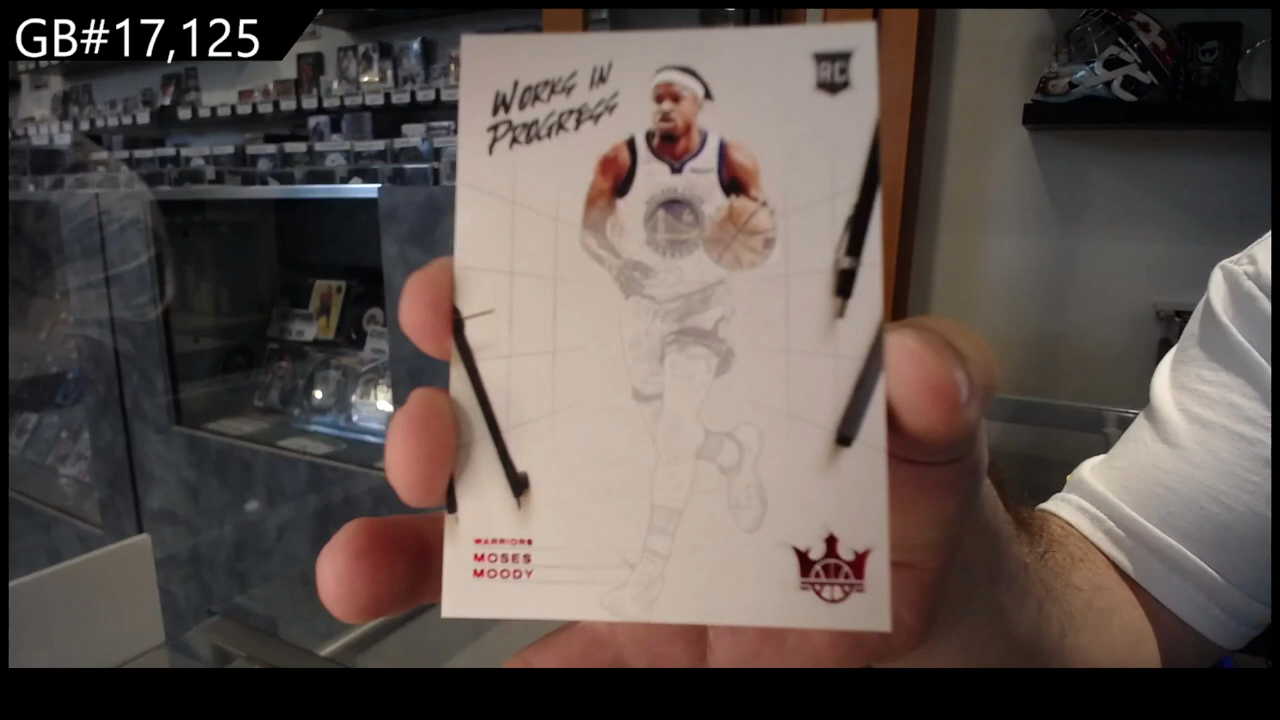 GB#17,125
WORKS IN
PROGRESS
RC
WARRIORS
MOSES
MOODY